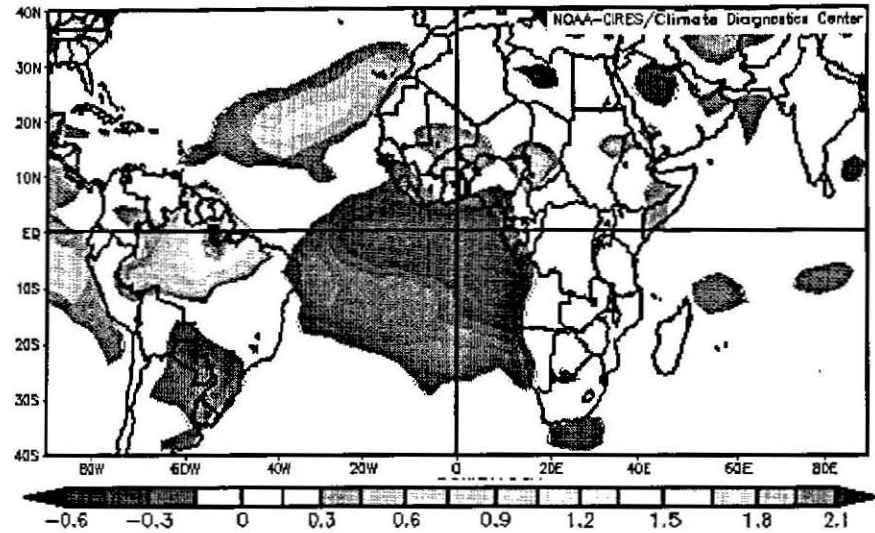 40N
NOAA-CIRES/Climate Diagnostics Center
30N
20N
10N
EQ
10S
20S
30S
40S
80W 60W 40W 20W 0 20E 40E 60E 80E
-0.6 -0.3 0 0.3 0.6 0.9 1.2 1.5 1.8 2.1